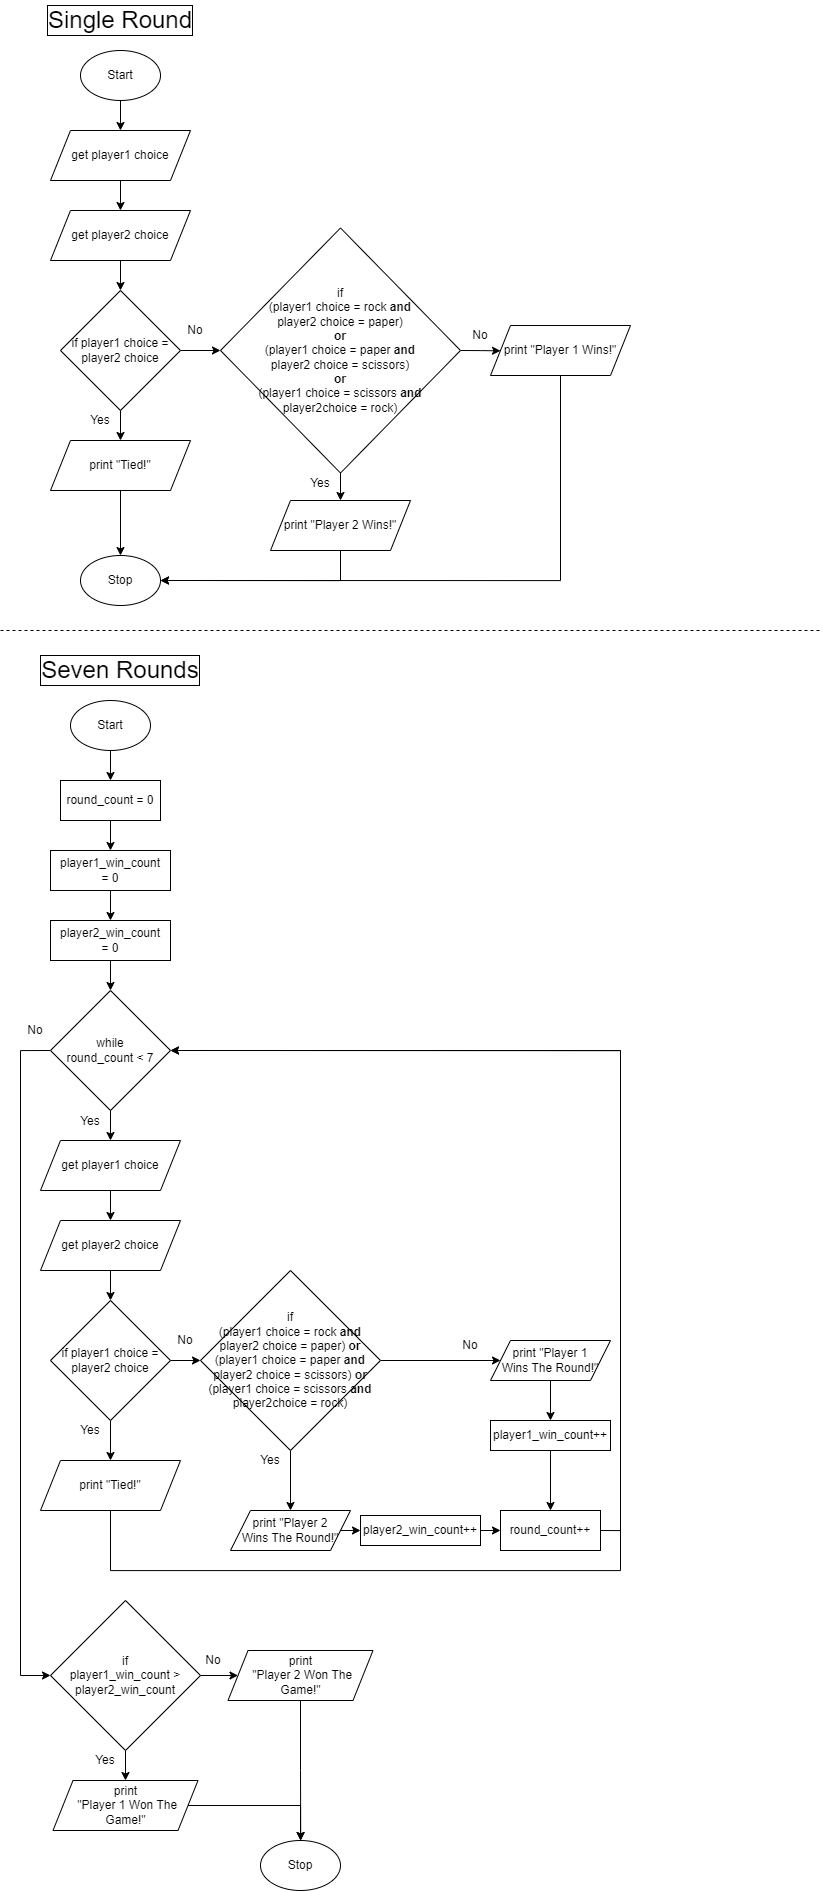 Single Round
Start
get player1 choice
get player2 choice
if player1 choice =
player2 choice
No
if
(player1 choice = rock and
player2 choice = paper)
or
(player1 choice = paper and
player2 choice = scissors)
or
(player1 choice = scissors and
player2choice = rock)
No
print "Player 1 Wins!"
Yes
print "Tied!"
Yes
print "Player 2 Wins!"
Stop
Seven Rounds
Start
round_count = 0
player1_win_count
= 0
player2_win_count
= 0
No
while
round_count < 7
Yes
get player1 choice
get player2 choice
if player1 choice =
player2 choice
No
if
(player1 choice = rock and
player2 choice = paper) or
(player1 choice = paper and
player2 choice = scissors) or
(player1 choice = scissors and
player2choice = rock)
No
print "Player 1
Wins The Round!"
player1_win_count++
Yes
print "Tied!"
Yes
print "Player 2
Wins The Round!"
player2_win_count++
round_count++
if
player1_win_count >
player2_win_count
No
print
"Player 2 Won The
Game!"
Yes
print
"Player 1 Won The
Game!"
Stop